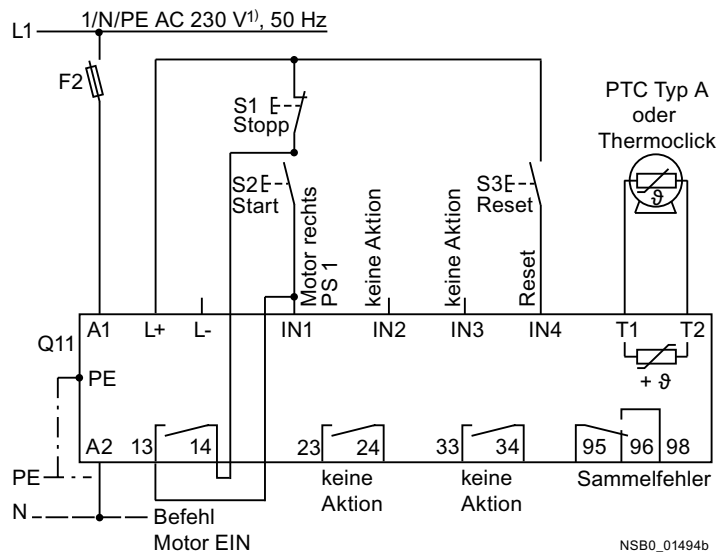 1/N/PE AC 230 V1), 50 Hz
L1
F2
S1
Stopp
S2
Start
S3
Reset
PTC Typ A
oder
Thermoclick
ϑ
Motor rechts
PS 1
keine Aktion
keine Aktion
Reset
Q11
A1
L+
L-
IN1
IN2
IN3
IN4
T1
T2
+ ϑ
PE
A2
13
14
23
24
33
34
95
96
98
keine
Aktion
keine
Aktion
Sammelfehler
PE
N
Befehl
Motor EIN
NSB0_01494b